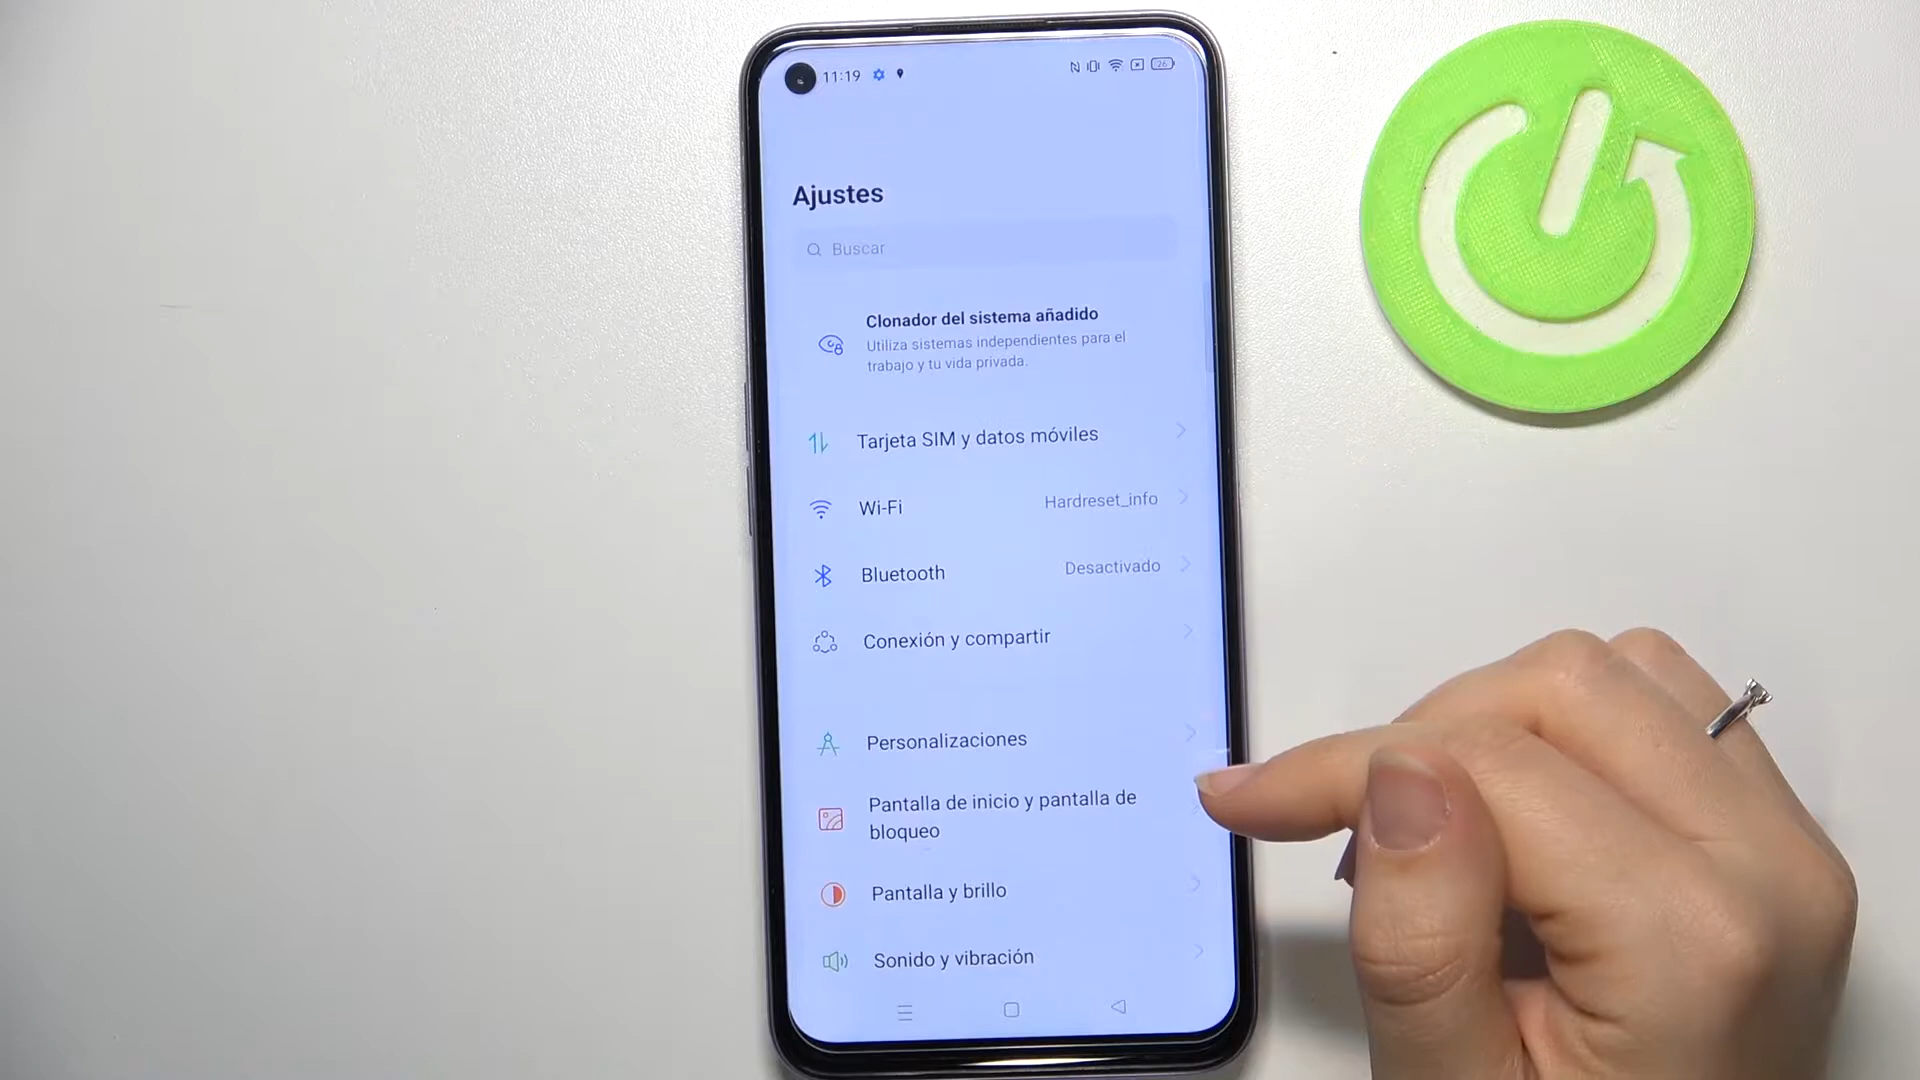 11:19
26
Ajustes
Buscar
Clonador del sistema añadido
Utiliza sistemas independientes para el
trabajo y tu vida privada.
Tarjeta SIM y datos móviles
Wi-Fi Hardreset_info
Bluetooth Desactivado
Conexión y compartir
Personalizaciones
Pantalla de inicio y pantalla de
bloqueo
Pantalla y brillo
Sonido y vibración